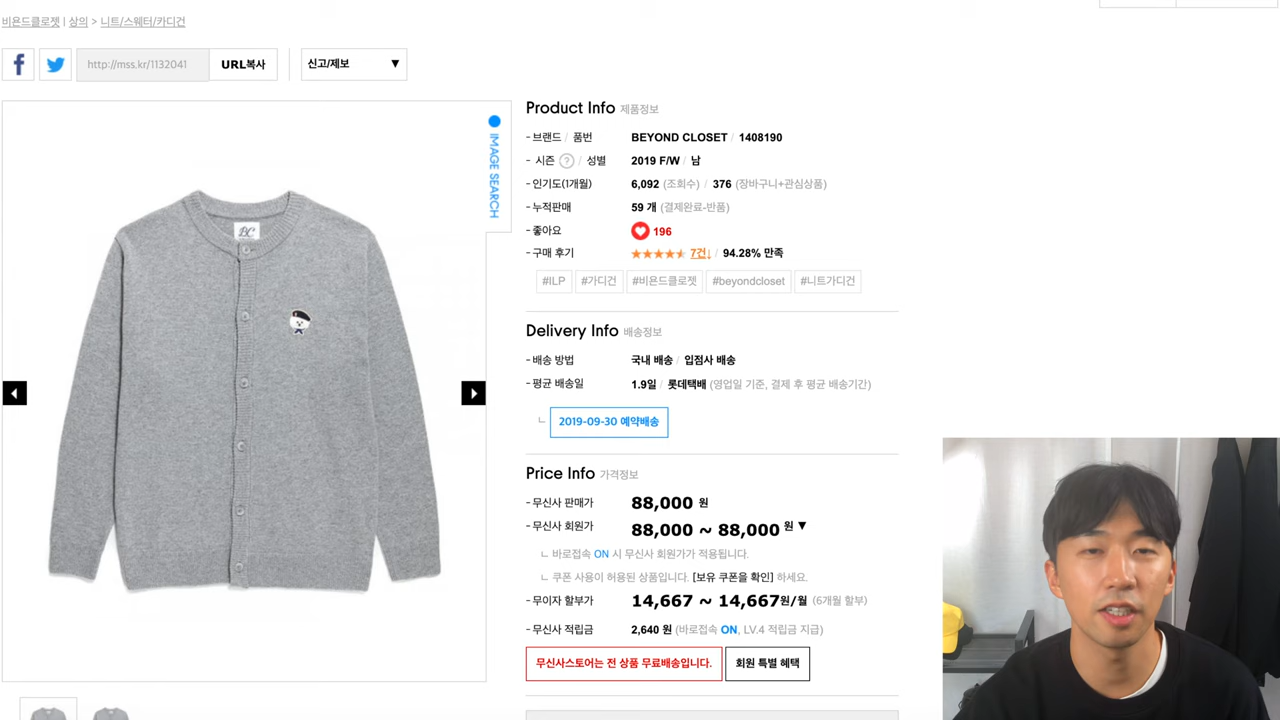 비욘드클로젯 | 상의 > 니트/스웨터/카디건
http://mss.kr/1132041 URL복사 신고/제보 ▼
IMAGE SEARCH
Product Info 제품정보
- 브랜드 / 품번 BEYOND CLOSET / 1408190
- 시즌 ? / 성별 2019 F/W / 남
- 인기도(1개월) 6,092 (조회수) / 376 (장바구니+관심상품)
- 누적판매 59 개 (결제완료-반품)
- 좋아요 196
- 구매 후기 7건↓ / 94.28% 만족
#ILP #가디건 #비욘드클로젯 #beyondcloset #니트가디건
Delivery Info 배송정보
- 배송 방법 국내 배송 / 입점사 배송
- 평균 배송일 1.9일 / 롯데택배 (영업일 기준, 결제 후 평균 배송기간)
ㄴ 2019-09-30 예약배송
Price Info 가격정보
- 무신사 판매가 88,000 원
- 무신사 회원가 88,000 ~ 88,000 원 ▼
ㄴ 바로접속 ON 시 무신사 회원가가 적용됩니다.
ㄴ 쿠폰 사용이 허용된 상품입니다. [보유 쿠폰을 확인] 하세요.
- 무이자 할부가 14,667 ~ 14,667원/월 (6개월 할부)
- 무신사 적립금 2,640 원 (바로접속 ON, LV.4 적립금 지급)
무신사스토어는 전 상품 무료배송입니다. 회원 특별 혜택